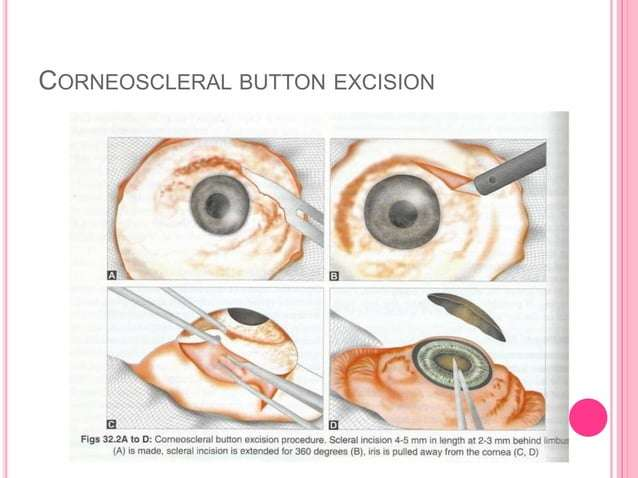 CORNEOSCLERAL BUTTON EXCISION
A
B
C
D
Figs 32.2A to D: Corneoscleral button excision procedure. Scleral incision 4-5 mm in length at 2-3 mm behind limbus
(A) is made, scleral incision is extended for 360 degrees (B), iris is pulled away from the cornea (C, D)